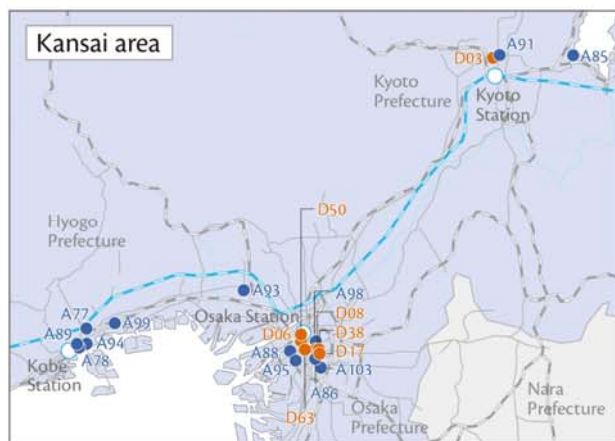 Kansai area
D03
A91
A85
Kyoto
Prefecture
Kyoto
Station
D50
Hyogo
Prefecture
A93
A98
D08
A77
A99
Osaka Station
D06
D38
A89
A94
A88
D17
Kobe
Station
A78
A95
A103
A86
Osaka
Prefecture
Nara
Prefecture
D63